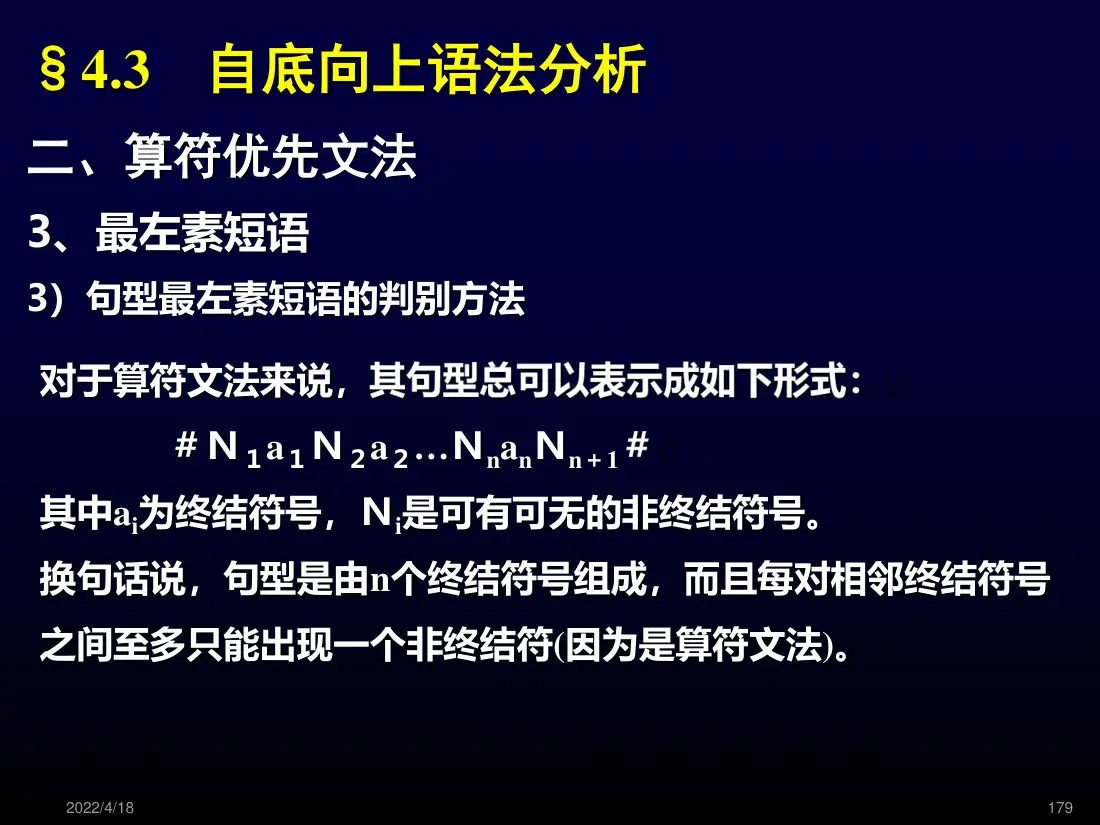 §4.3 自底向上语法分析
二、算符优先文法
3、最左素短语
3）句型最左素短语的判别方法
对于算符文法来说，其句型总可以表示成如下形式：
＃N1a1N2a2…NnanNn+1＃
其中ai为终结符号，Ni是可有可无的非终结符号。
换句话说，句型是由n个终结符号组成，而且每对相邻终结符号
之间至多只能出现一个非终结符(因为是算符文法)。
2022/4/18
179